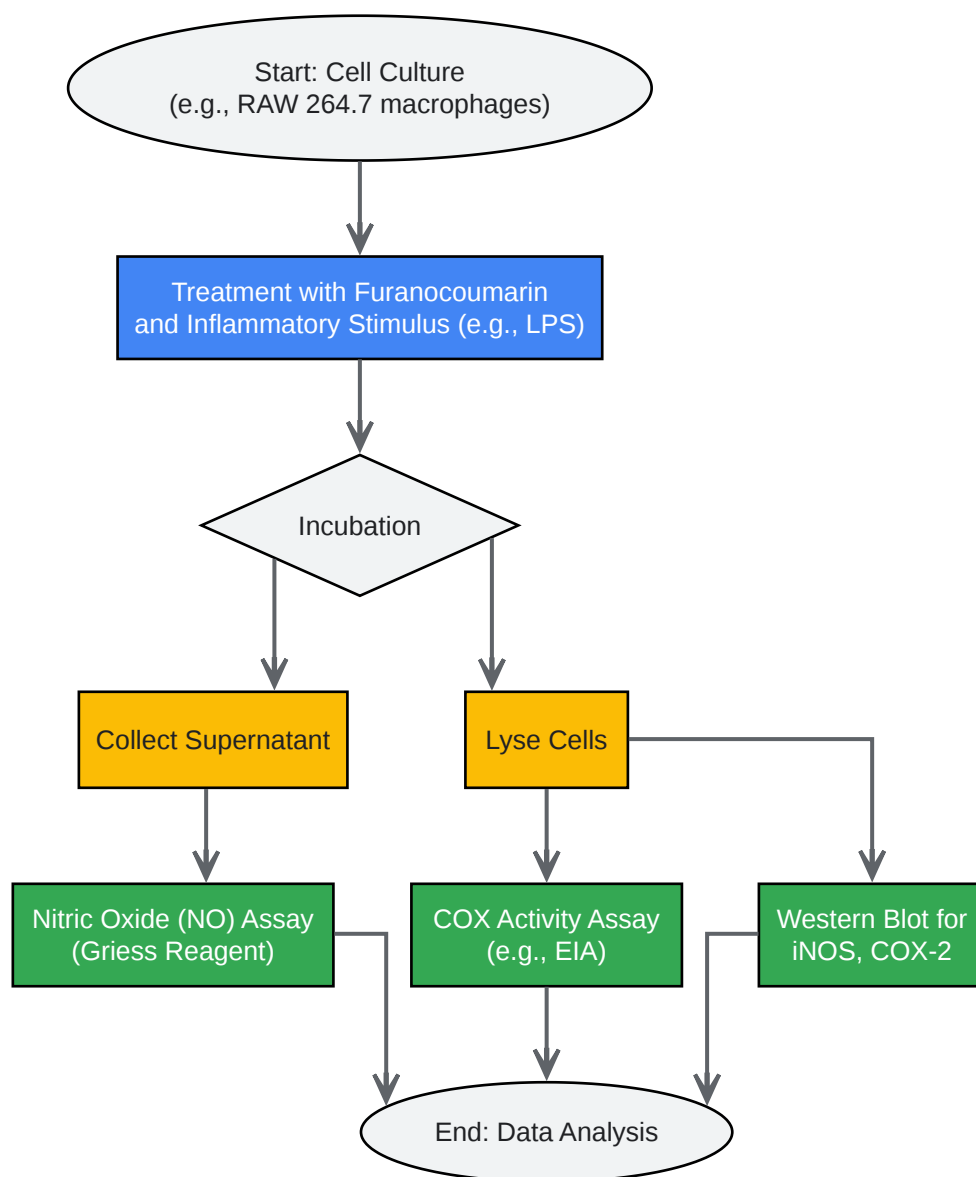 Start: Cell Culture
(e.g., RAW 264.7 macrophages)
Treatment with Furanocoumarin
and Inflammatory Stimulus (e.g., LPS)
Incubation
Collect Supernatant
Lyse Cells
Nitric Oxide (NO) Assay
(Griess Reagent)
COX Activity Assay
(e.g., EIA)
Western Blot for
iNOS, COX-2
End: Data Analysis